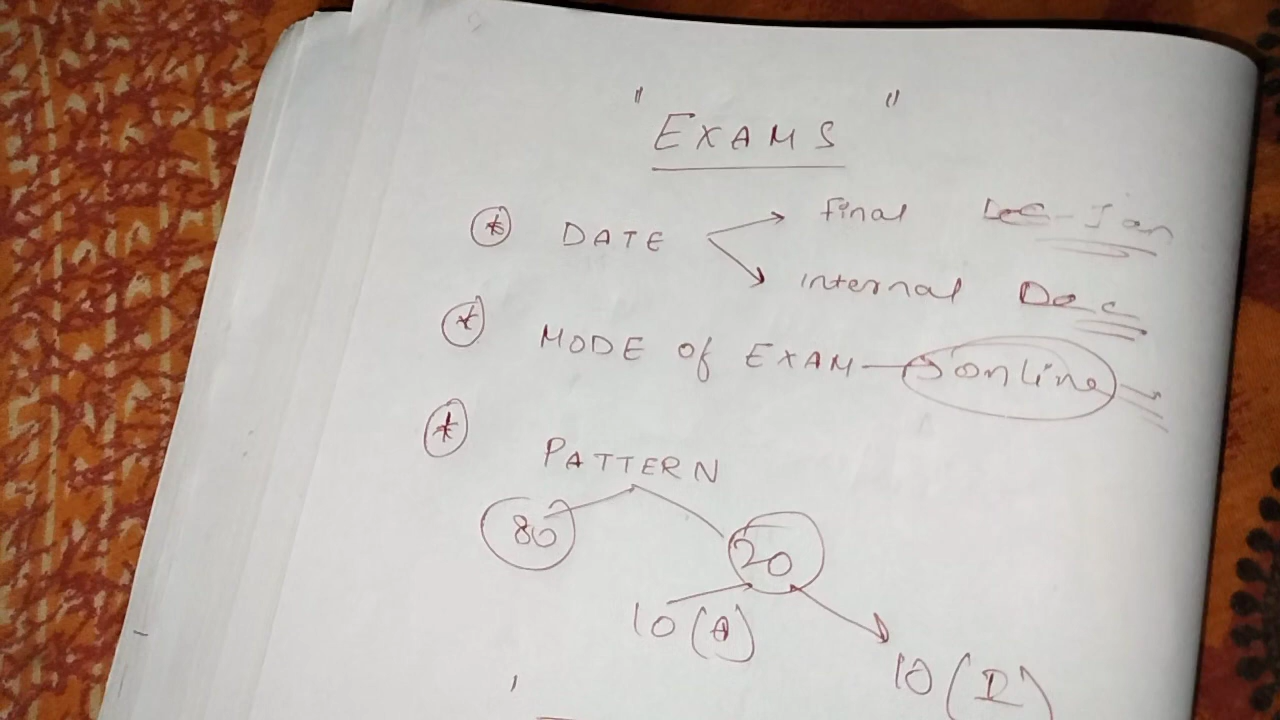 " EXAMS "
* DATE final Dec-Jan
internal Dec
* MODE of EXAM online
* PATTERN
80 20
10 (A)
10 (I)